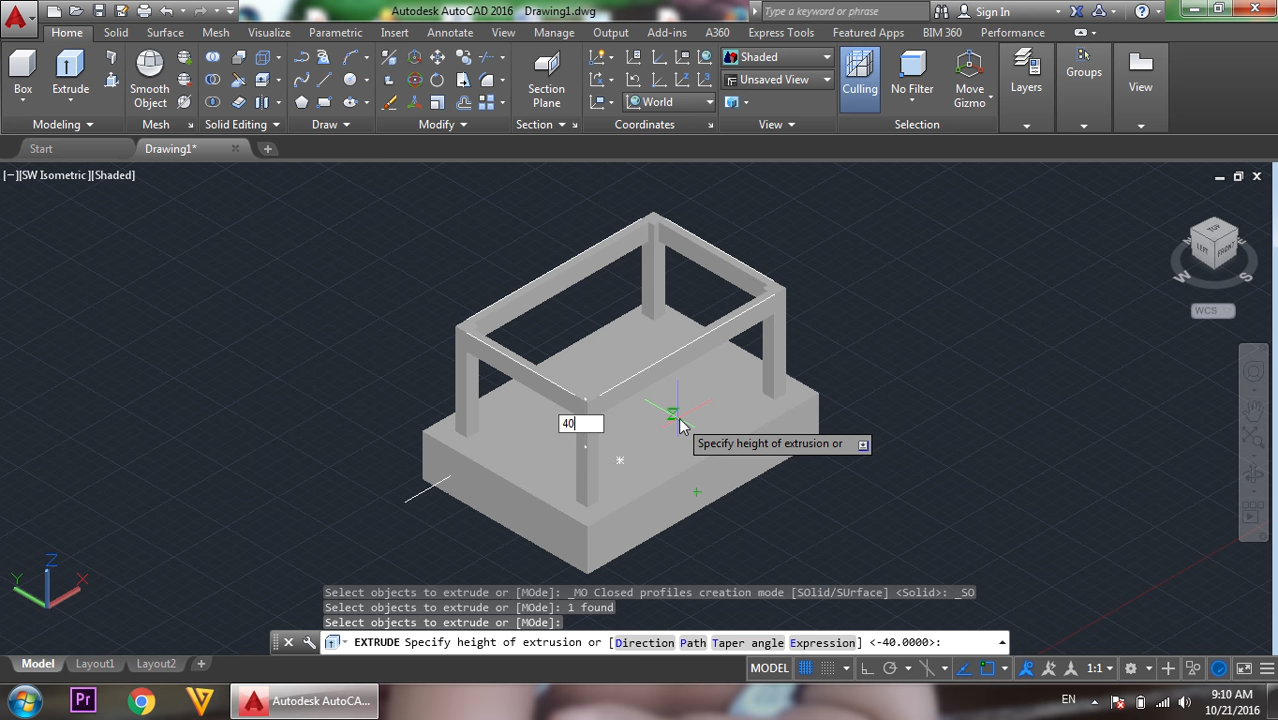 Autodesk AutoCAD 2016 Drawing1.dwg
Type a keyword or phrase
Sign In
Home Solid Surface Mesh Visualize Parametric Insert Annotate View Manage Output Add-ins A360 Express Tools Featured Apps BIM 360 Performance
Box
Extrude
Smooth Object
Section Plane
Shaded
Unsaved View
World
Culling
No Filter
Move Gizmo
Layers
Groups
View
Modeling Mesh Solid Editing Draw Modify Section Coordinates View Selection
Start Drawing1*
[−][SW Isometric][Shaded]
TOP
LEFT FRONT
W S
WCS
40
Specify height of extrusion or
Z
Y X
Select objects to extrude or [MOde]: _MO Closed profiles creation mode [SOlid/SUrface] <Solid>: _SO
Select objects to extrude or [MOde]: 1 found
Select objects to extrude or [MOde]:
EXTRUDE Specify height of extrusion or [Direction Path Taper angle Expression] <-40.0000>:
Model Layout1 Layout2
MODEL 1:1
Pr
Autodesk AutoCA...
EN
9:10 AM
10/21/2016